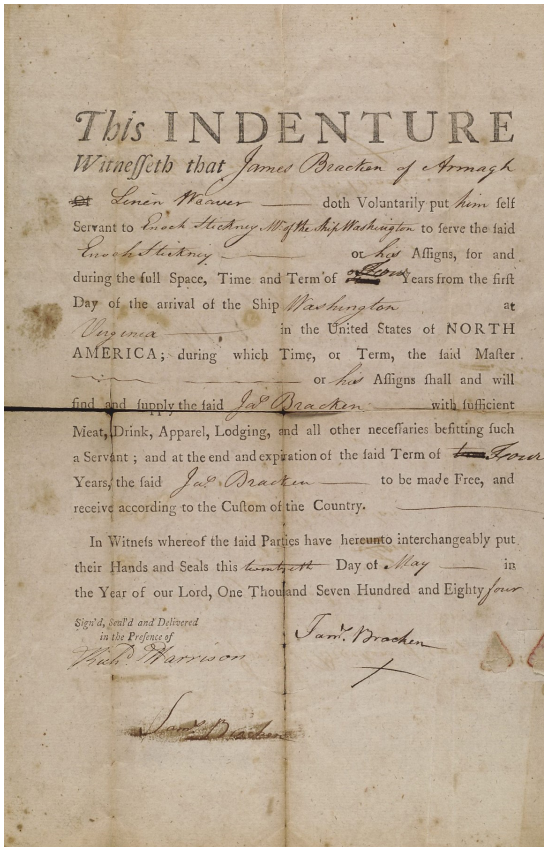 This INDENTURE
Witnesseth that James Bracken of Armagh
Linen Weaver doth Voluntarily put him self
Servant to Enoch Stickney Mr. of the Ship Washington to serve the said
Enoch Stickney or his Assigns, for and
during the full Space, Time and Term of Four Years from the first
Day of the arrival of the Ship Washington at
Virginea in the United States of NORTH
AMERICA; during which Time, or Term, the said Master
or his Assigns shall and will
find and supply the said Jas. Bracken with sufficient
Meat, Drink, Apparel, Lodging, and all other necessaries befitting such
a Servant; and at the end and expiration of the said Term of Four
Years, the said Jas. Bracken to be made Free, and
receive according to the Custom of the Country.
In Witness whereof the said Parties have hereunto interchangeably put
their Hands and Seals this twentieth Day of May in
the Year of our Lord, One Thousand Seven Hundred and Eighty four
Sign'd, Seal'd and Delivered
in the Presence of
Richd. Harrison
Jams. Bracken
Jams. Bracken